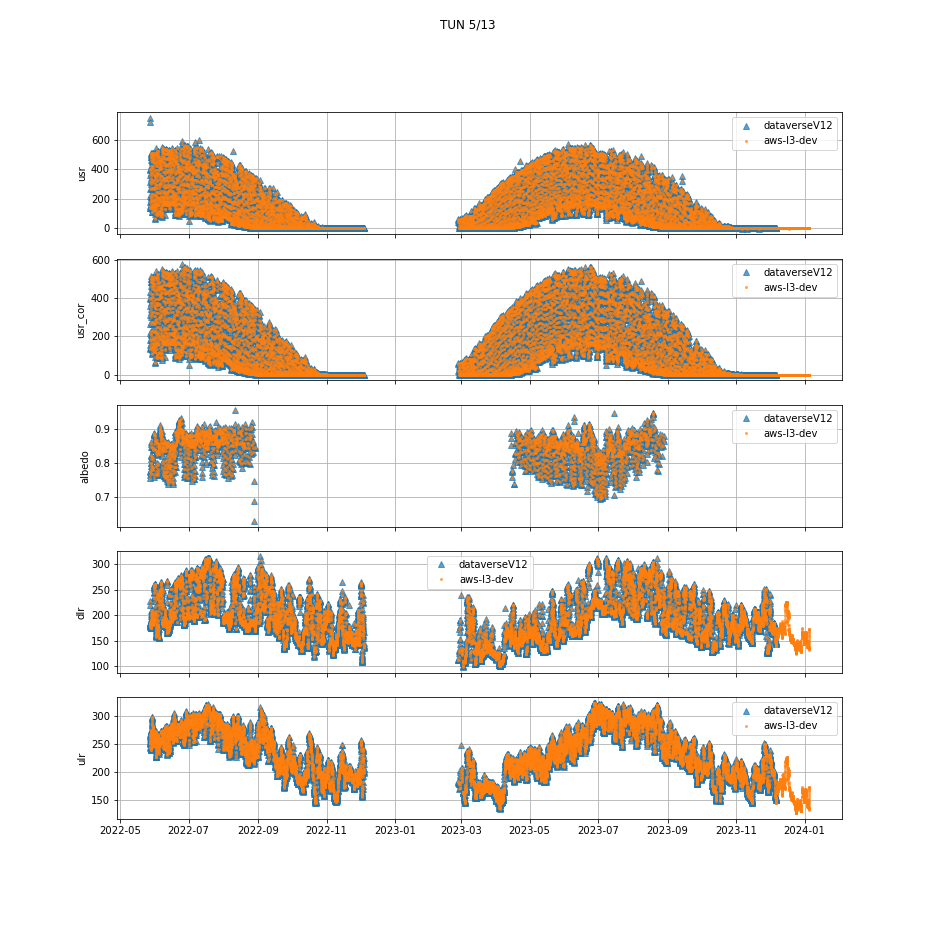 TUN 5/13
dataverseV12
aws-l3-dev
600
400
200
0
usr
dataverseV12
aws-l3-dev
600
400
200
0
usr_cor
dataverseV12
aws-l3-dev
0.9
0.8
0.7
albedo
dataverseV12
aws-l3-dev
300
250
200
150
100
dlr
dataverseV12
aws-l3-dev
300
250
200
150
ulr
2022-05 2022-07 2022-09 2022-11 2023-01 2023-03 2023-05 2023-07 2023-09 2023-11 2024-01